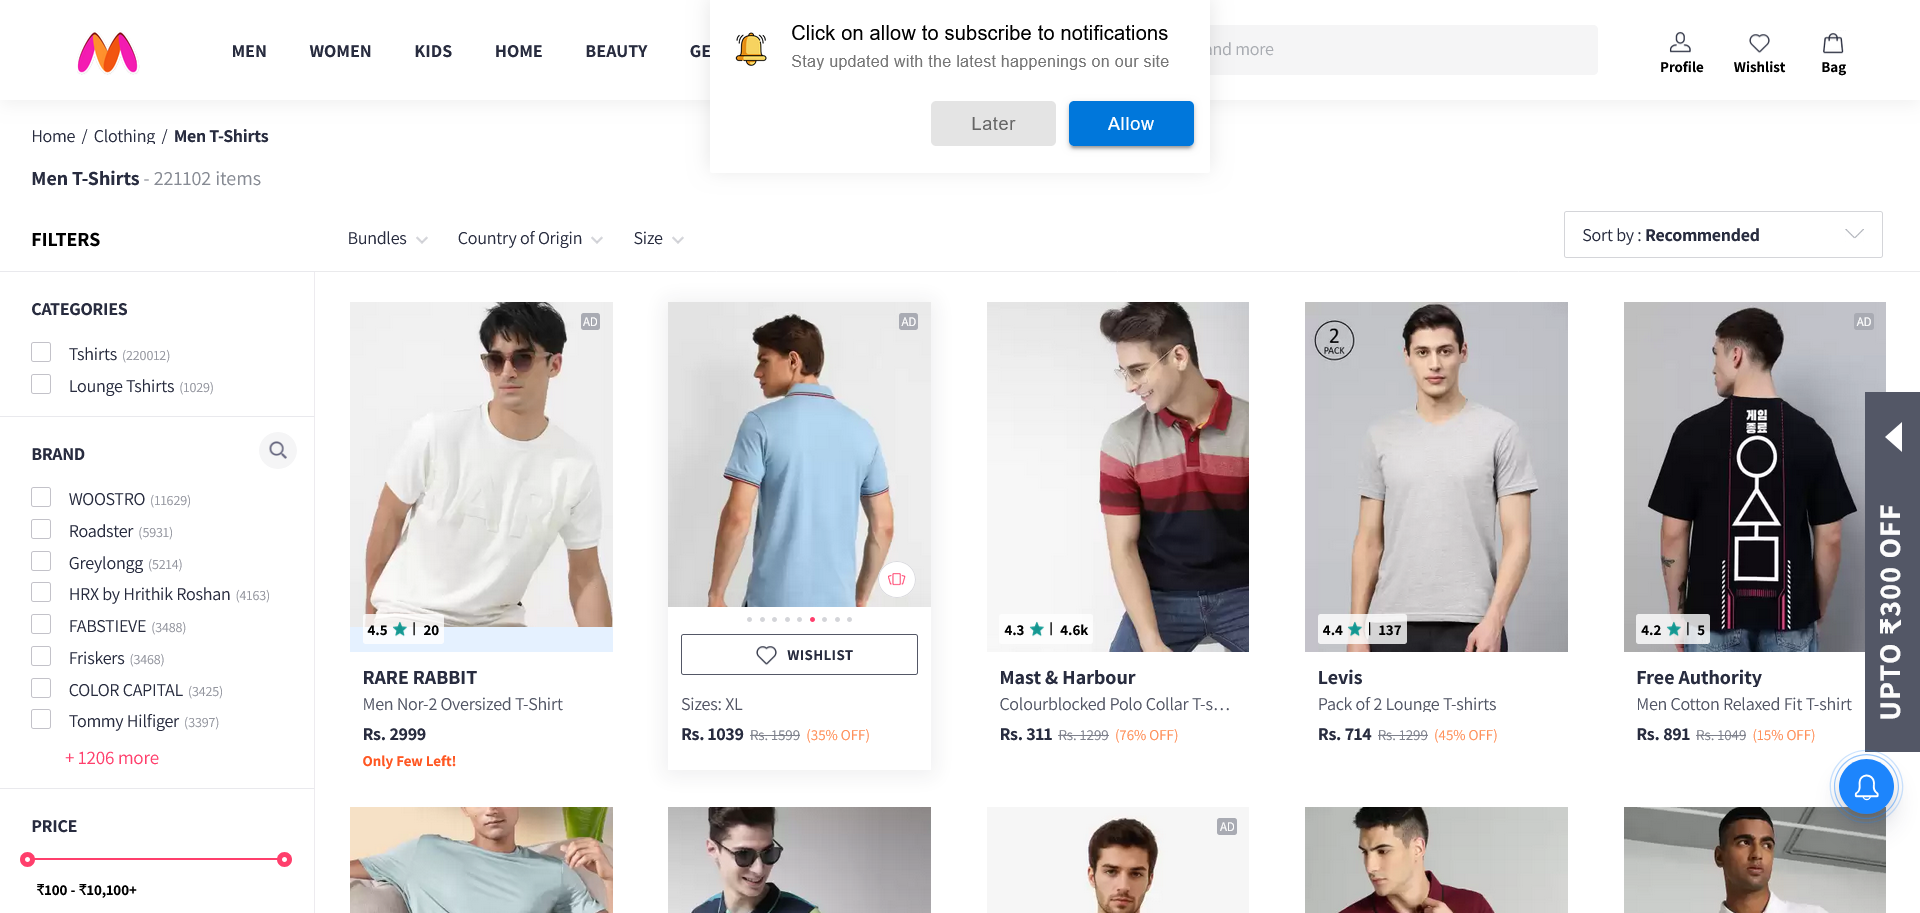 MEN
WOMEN
KIDS
HOME
BEAUTY
GE
Click on allow to subscribe to notifications
Stay updated with the latest happenings on our site
Later
Allow
and more
Profile
Wishlist
Bag
Home / Clothing / Men T-Shirts
Men T-Shirts - 221102 items
FILTERS
Bundles
Country of Origin
Size
Sort by : Recommended
CATEGORIES
Tshirts (220012)
Lounge Tshirts (1029)
BRAND
WOOSTRO (11629)
Roadster (5931)
Greylongg (5214)
HRX by Hrithik Roshan (4163)
FABSTIEVE (3488)
Friskers (3468)
COLOR CAPITAL (3425)
Tommy Hilfiger (3397)
+ 1206 more
PRICE
₹100 - ₹10,100+
AD
4.5 ★ | 20
RARE RABBIT
Men Nor-2 Oversized T-Shirt
Rs. 2999
Only Few Left!
AD
WISHLIST
Sizes: XL
Rs. 1039 Rs. 1599 (35% OFF)
4.3 ★ | 4.6k
Mast & Harbour
Colourblocked Polo Collar T-s...
Rs. 311 Rs. 1299 (76% OFF)
2
PACK
4.4 ★ | 137
Levis
Pack of 2 Lounge T-shirts
Rs. 714 Rs. 1299 (45% OFF)
AD
게임
종료
4.2 ★ | 5
Free Authority
Men Cotton Relaxed Fit T-shirt
Rs. 891 Rs. 1049 (15% OFF)
UPTO ₹300 OFF
AD